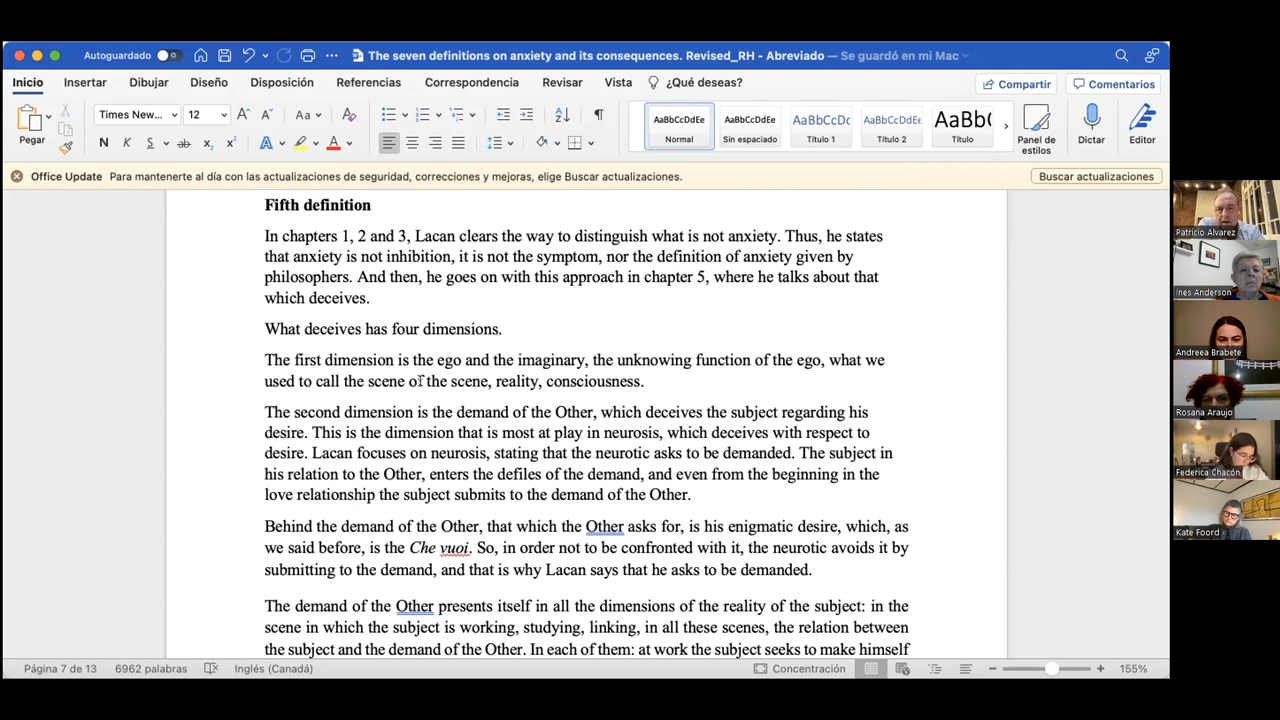 Autoguardado
The seven definitions on anxiety and its consequences. Revised_RH - Abreviado — Se guardó en mi Mac
Inicio Insertar Dibujar Diseño Disposición Referencias Correspondencia Revisar Vista ¿Qué deseas? Compartir Comentarios
Pegar
Times New... 12 Aa
N K S ab x₂ x² A A
AaBbCcDdEe Normal
AaBbCcDdEe Sin espaciado
AaBbCcDc Título 1
AaBbCcDdEe Título 2
AaBb( Título
Panel de estilos
Dictar
Editor
Office Update Para mantenerte al día con las actualizaciones de seguridad, correcciones y mejoras, elige Buscar actualizaciones. Buscar actualizaciones
Fifth definition
In chapters 1, 2 and 3, Lacan clears the way to distinguish what is not anxiety. Thus, he states
that anxiety is not inhibition, it is not the symptom, nor the definition of anxiety given by
philosophers. And then, he goes on with this approach in chapter 5, where he talks about that
which deceives.
What deceives has four dimensions.
The first dimension is the ego and the imaginary, the unknowing function of the ego, what we
used to call the scene of the scene, reality, consciousness.
The second dimension is the demand of the Other, which deceives the subject regarding his
desire. This is the dimension that is most at play in neurosis, which deceives with respect to
desire. Lacan focuses on neurosis, stating that the neurotic asks to be demanded. The subject in
his relation to the Other, enters the defiles of the demand, and even from the beginning in the
love relationship the subject submits to the demand of the Other.
Behind the demand of the Other, that which the Other asks for, is his enigmatic desire, which, as
we said before, is the Che vuoi. So, in order not to be confronted with it, the neurotic avoids it by
submitting to the demand, and that is why Lacan says that he asks to be demanded.
The demand of the Other presents itself in all the dimensions of the reality of the subject: in the
scene in which the subject is working, studying, linking, in all these scenes, the relation between
the subject and the demand of the Other. In each of them: at work the subject seeks to make himself
Página 7 de 13 6962 palabras Inglés (Canadá) Concentración 155%
Patricio Alvarez
Ines Anderson
Andreea Brabete
Rosana Araujo
Federica Chacón
Kate Foord